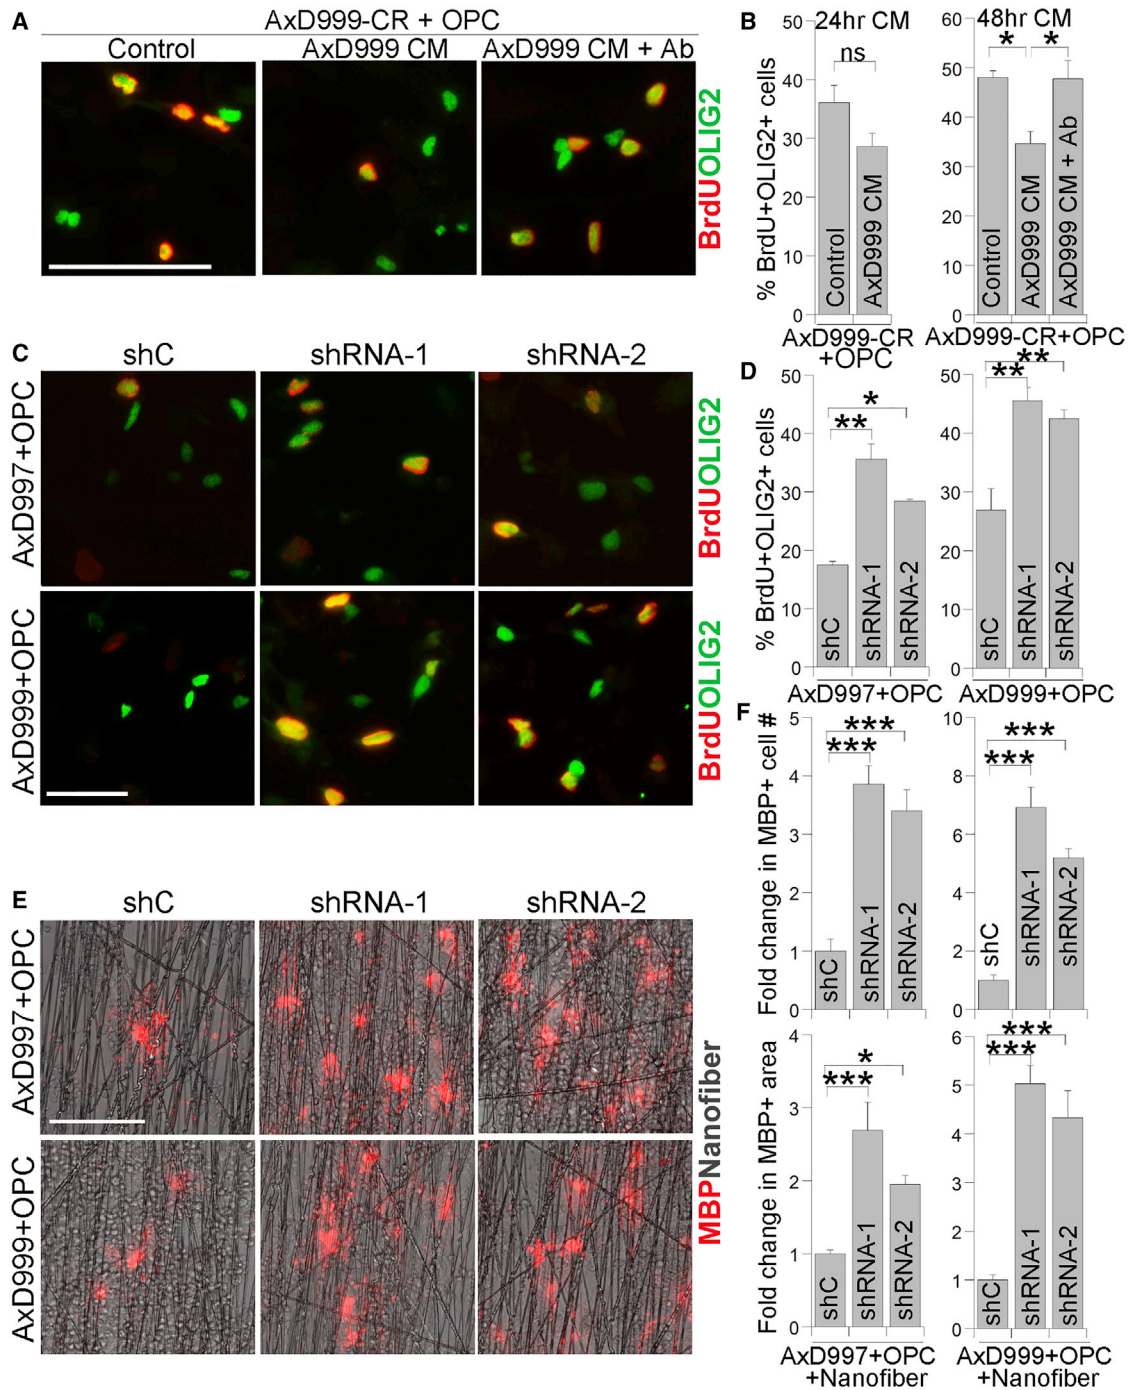 A
AxD999-CR + OPC
Control
AxD999 CM
AxD999 CM + Ab
BrdUOLIG2
B
24hr CM
ns
% BrdU+OLIG2+ cells
50
40
30
20
10
0
Control
AxD999 CM
AxD999-CR
+OPC
48hr CM
* *
60
50
40
30
20
10
0
Control
AxD999 CM
AxD999 CM + Ab
AxD999-CR+OPC
C
shC
shRNA-1
shRNA-2
AxD997+OPC
BrdUOLIG2
AxD999+OPC
BrdUOLIG2
D
% BrdU+OLIG2+ cells
50
40
30
20
10
0
*
**
shC
shRNA-1
shRNA-2
AxD997+OPC
50
40
30
20
10
0
**
**
shC
shRNA-1
shRNA-2
AxD999+OPC
E
shC
shRNA-1
shRNA-2
AxD997+OPC
AxD999+OPC
MBPNanofiber
F
Fold change in MBP+ cell #
5
4
3
2
1
0
***
***
shC
shRNA-1
shRNA-2
10
8
6
4
2
0
***
***
shC
shRNA-1
shRNA-2
Fold change in MBP+ area
4
3
2
1
0
*
***
shC
shRNA-1
shRNA-2
AxD997+OPC
+Nanofiber
6
5
4
3
2
1
0
***
***
shC
shRNA-1
shRNA-2
AxD999+OPC
+Nanofiber